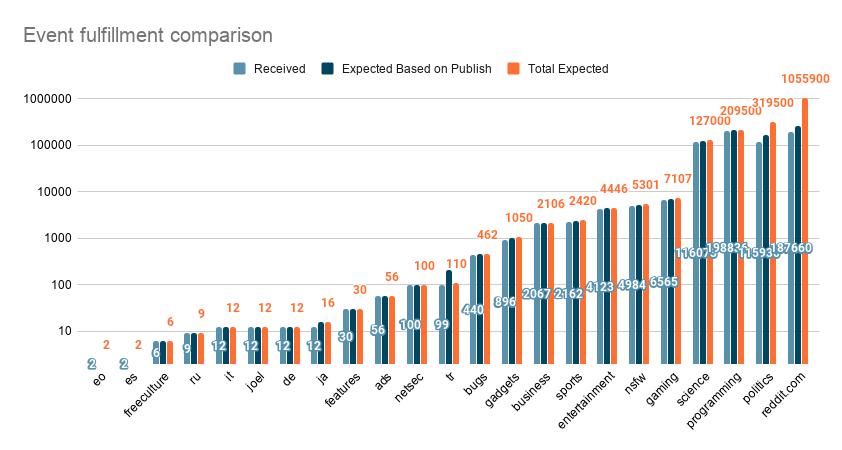 Event fulfillment comparison
Received Expected Based on Publish Total Expected
1000000
100000
10000
1000
100
10
2 2 6 9 12 12 12 16 30 56 100 110 462 1050 2106 2420 4446 5301 7107 127000 209500 319500 1055900
2 2 6 9 12 12 12 12 30 56 100 99 440 896 2067 2162 4123 4984 6565 116075 198836 115935 187660
eo es freeculture ru it joel de ja features ads netsec tr bugs gadgets business sports entertainment nsfw gaming science programming politics reddit.com